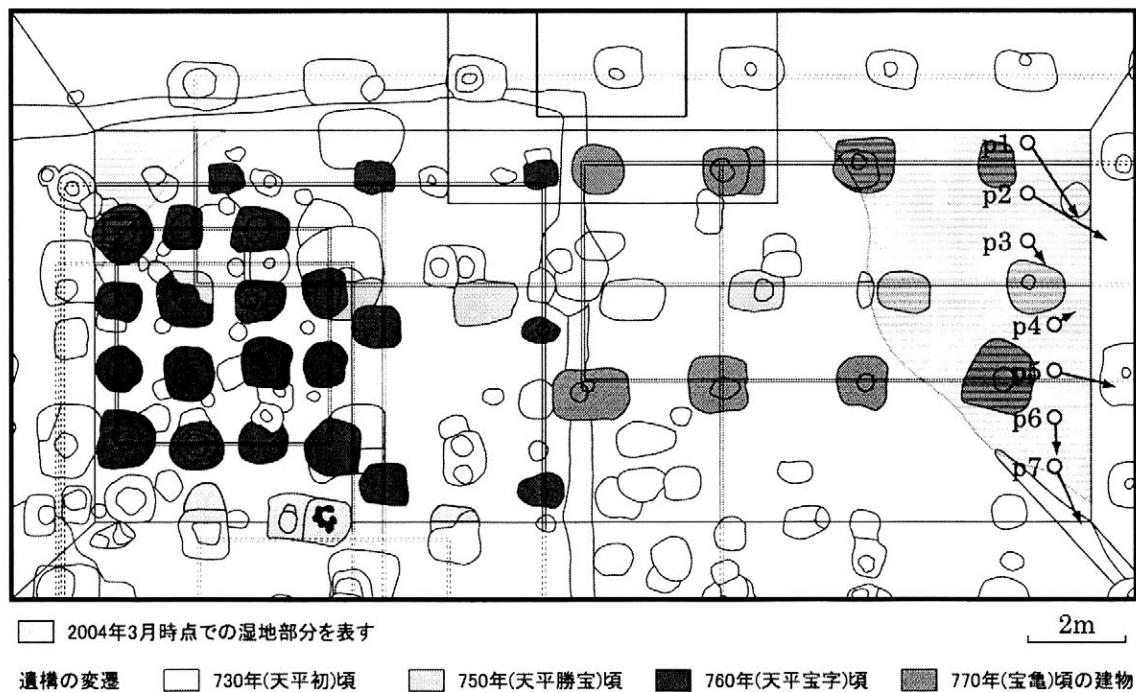 p1
p2
p3
p4
p5
p6
p7
2004年3月時点での湿地部分を表す
2m
遺構の変遷 730年(天平初)頃 750年(天平勝宝)頃 760年(天平宝字)頃 770年(宝亀)頃の建物